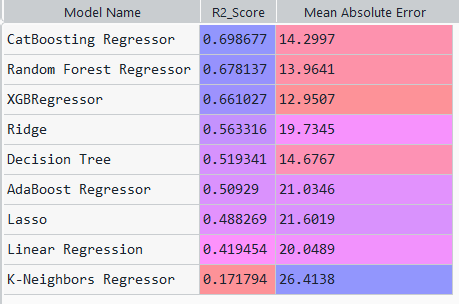 Model Name R2_Score Mean Absolute Error
CatBoosting Regressor 0.698677 14.2997
Random Forest Regressor 0.678137 13.9641
XGBRegressor 0.661027 12.9507
Ridge 0.563316 19.7345
Decision Tree 0.519341 14.6767
AdaBoost Regressor 0.50929 21.0346
Lasso 0.488269 21.6019
Linear Regression 0.419454 20.0489
K-Neighbors Regressor 0.171794 26.4138